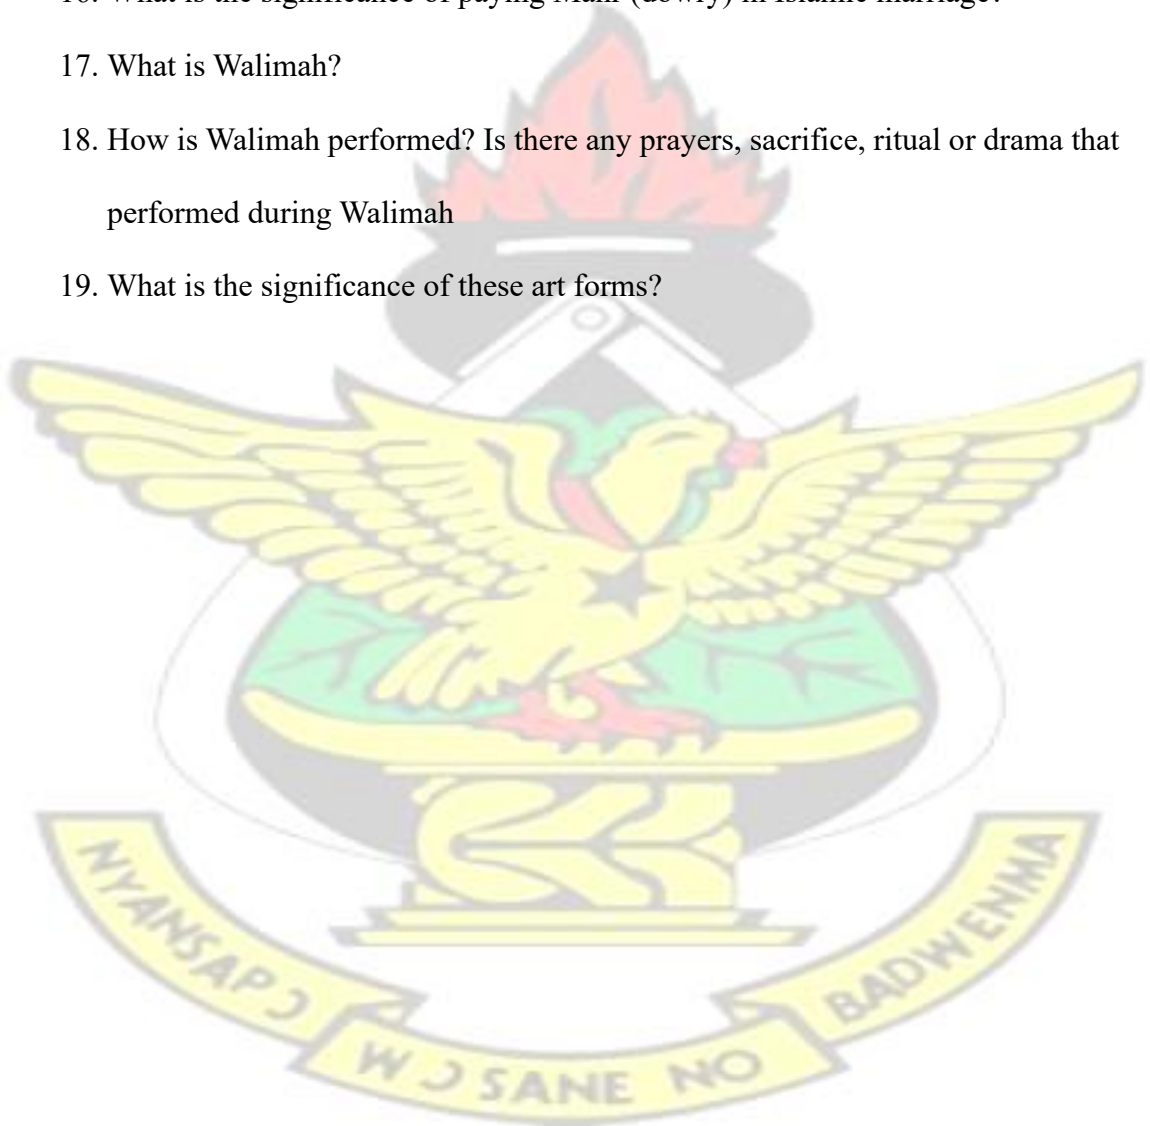 16. What is the significance of paying Mahr (dowry) in Islamic marriage?
17. What is Walimah?
18. How is Walimah performed? Is there any prayers, sacrifice, ritual or drama that
performed during Walimah
19. What is the significance of these art forms?
NYANSAPƆ
WƆSANE NO
BADWENMA